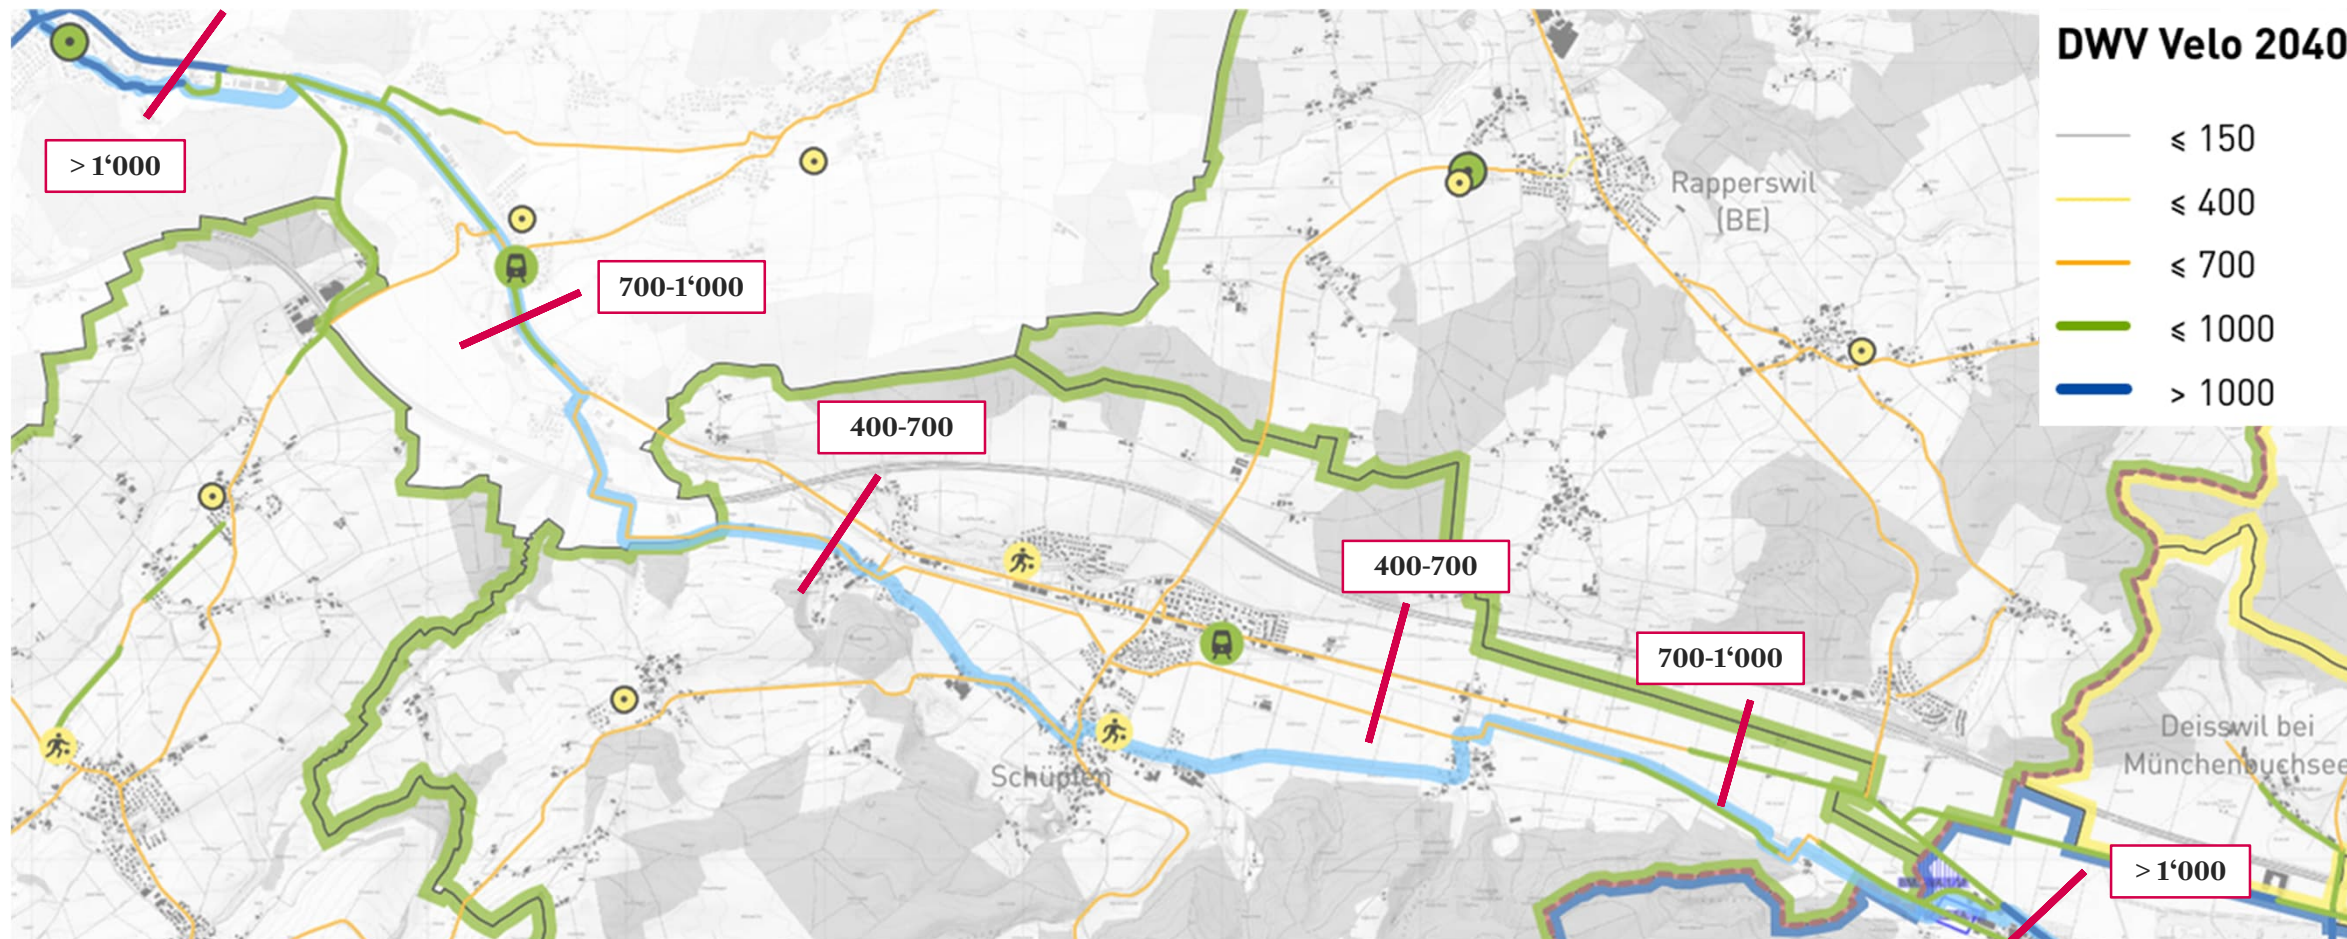 DWV Velo 2040
≤ 150
≤ 400
≤ 700
≤ 1000
> 1000
>1‘000
Rapperswil
(BE)
700-1‘000
400-700
400-700
700-1‘000
Deisswil bei
Münchenbuchsee
Schüpfen
>1‘000